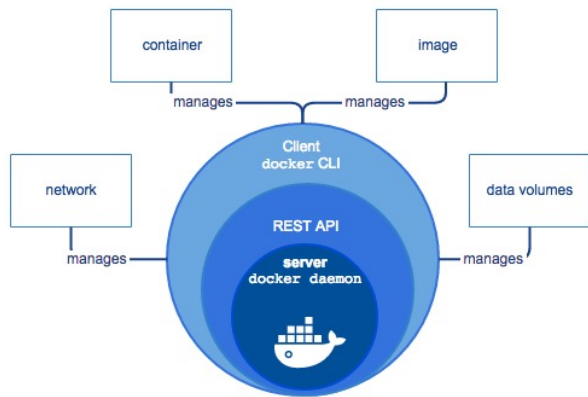 container
image
manages
manages
Client
docker CLI
network
data volumes
REST API
server
docker daemon
manages
manages